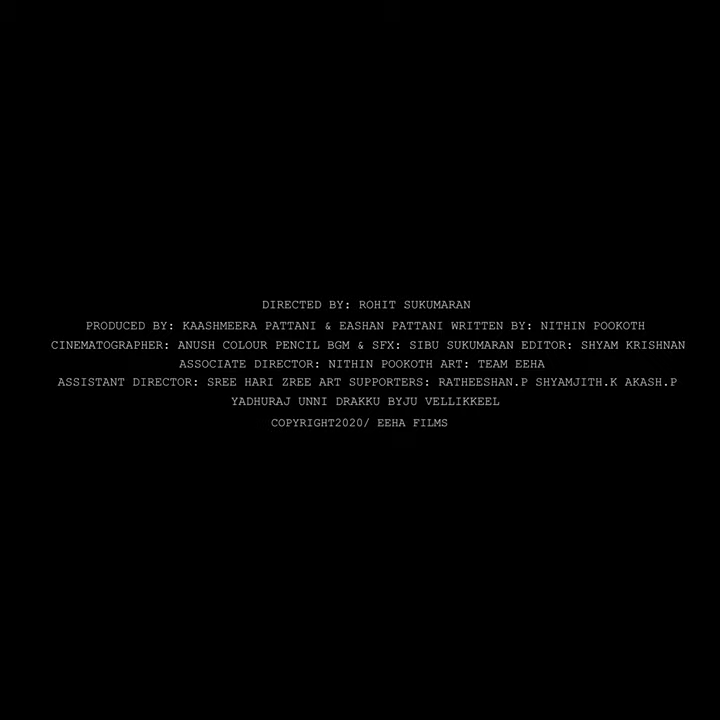 DIRECTED BY: ROHIT SUKUMARAN
PRODUCED BY: KAASHMEERA PATTANI & EASHAN PATTANI WRITTEN BY: NITHIN POOKOTH
CINEMATOGRAPHER: ANUSH COLOUR PENCIL BGM & SFX: SIBU SUKUMARAN EDITOR: SHYAM KRISHNAN
ASSOCIATE DIRECTOR: NITHIN POOKOTH ART: TEAM EEHA
ASSISTANT DIRECTOR: SREE HARI ZREE ART SUPPORTERS: RATHEESHAN.P SHYAMJITH.K AKASH.P
YADHURAJ UNNI DRAKKU BYJU VELLIKKEEL
COPYRIGHT2020/ EEHA FILMS